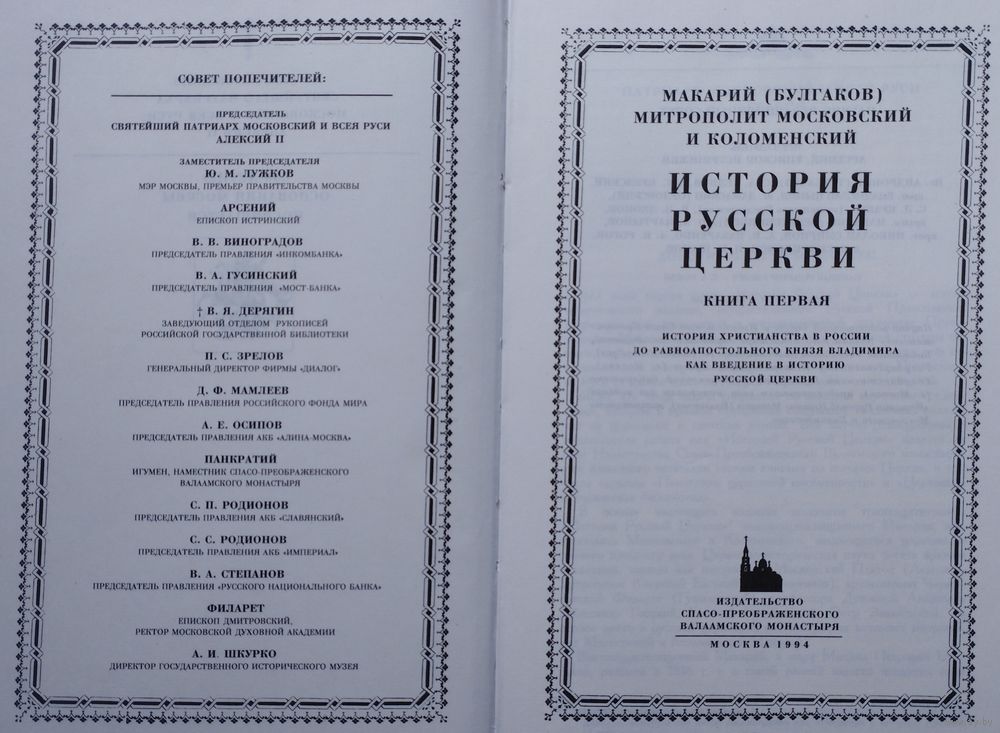 СОВЕТ ПОПЕЧИТЕЛЕЙ:
ПРЕДСЕДАТЕЛЬ
СВЯТЕЙШИЙ ПАТРИАРХ МОСКОВСКИЙ И ВСЕЯ РУСИ
АЛЕКСИЙ II
ЗАМЕСТИТЕЛЬ ПРЕДСЕДАТЕЛЯ
Ю. М. ЛУЖКОВ
МЭР МОСКВЫ, ПРЕМЬЕР ПРАВИТЕЛЬСТВА МОСКВЫ
АРСЕНИЙ
ЕПИСКОП ИСТРИНСКИЙ
В. В. ВИНОГРАДОВ
ПРЕДСЕДАТЕЛЬ ПРАВЛЕНИЯ «ИНКОМБАНКА»
В. А. ГУСИНСКИЙ
ПРЕДСЕДАТЕЛЬ ПРАВЛЕНИЯ «МОСТ-БАНКА»
† В. Я. ДЕРЯГИН
ЗАВЕДУЮЩИЙ ОТДЕЛОМ РУКОПИСЕЙ
РОССИЙСКОЙ ГОСУДАРСТВЕННОЙ БИБЛИОТЕКИ
П. С. ЗРЕЛОВ
ГЕНЕРАЛЬНЫЙ ДИРЕКТОР ФИРМЫ «ДИАЛОГ»
Д. Ф. МАМЛЕЕВ
ПРЕДСЕДАТЕЛЬ ПРАВЛЕНИЯ РОССИЙСКОГО ФОНДА МИРА
А. Е. ОСИПОВ
ПРЕДСЕДАТЕЛЬ ПРАВЛЕНИЯ АКБ «АЛИНА-МОСКВА»
ПАНКРАТИЙ
ИГУМЕН, НАМЕСТНИК СПАСО-ПРЕОБРАЖЕНСКОГО
ВАЛААМСКОГО МОНАСТЫРЯ
С. П. РОДИОНОВ
ПРЕДСЕДАТЕЛЬ ПРАВЛЕНИЯ АКБ «СЛАВЯНСКИЙ»
С. С. РОДИОНОВ
ПРЕДСЕДАТЕЛЬ ПРАВЛЕНИЯ АКБ «ИМПЕРИАЛ»
В. А. СТЕПАНОВ
ПРЕДСЕДАТЕЛЬ ПРАВЛЕНИЯ «РУССКОГО НАЦИОНАЛЬНОГО БАНКА»
ФИЛАРЕТ
ЕПИСКОП ДМИТРОВСКИЙ,
РЕКТОР МОСКОВСКОЙ ДУХОВНОЙ АКАДЕМИИ
А. И. ШКУРКО
ДИРЕКТОР ГОСУДАРСТВЕННОГО ИСТОРИЧЕСКОГО МУЗЕЯ
МАКАРИЙ (БУЛГАКОВ)
МИТРОПОЛИТ МОСКОВСКИЙ
И КОЛОМЕНСКИЙ
ИСТОРИЯ
РУССКОЙ
ЦЕРКВИ
КНИГА ПЕРВАЯ
ИСТОРИЯ ХРИСТИАНСТВА В РОССИИ
ДО РАВНОАПОСТОЛЬНОГО КНЯЗЯ ВЛАДИМИРА
КАК ВВЕДЕНИЕ В ИСТОРИЮ
РУССКОЙ ЦЕРКВИ
ИЗДАТЕЛЬСТВО
СПАСО-ПРЕОБРАЖЕНСКОГО
ВАЛААМСКОГО МОНАСТЫРЯ
МОСКВА 1994